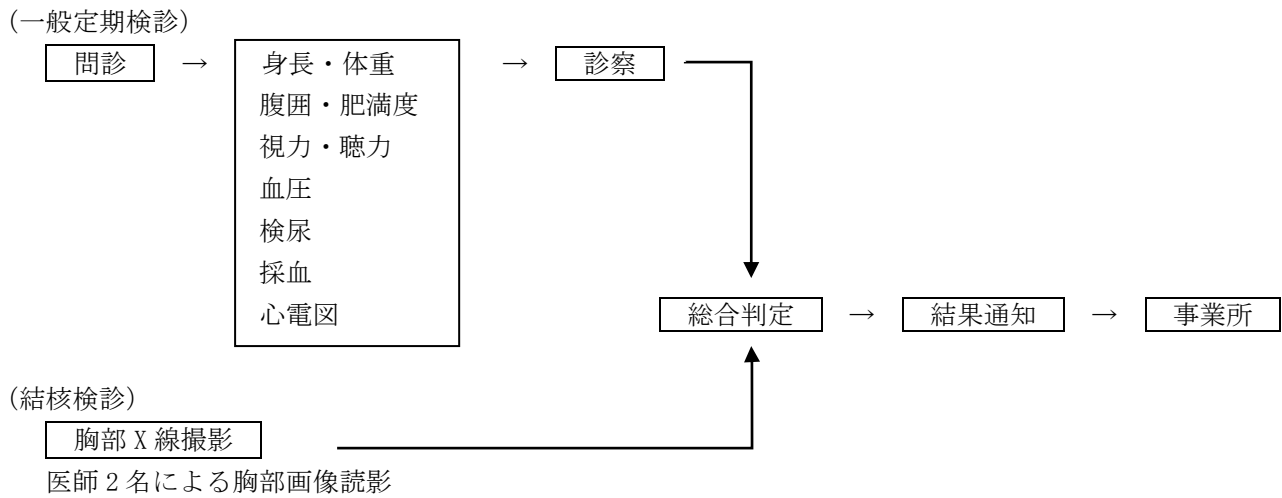 (一般定期検診)
問診 → 身長・体重 → 診察
腹囲・肥満度
視力・聴力
血圧
検尿
採血
心電図
総合判定 → 結果通知 → 事業所
(結核検診)
胸部 X 線撮影
医師 2 名による胸部画像読影